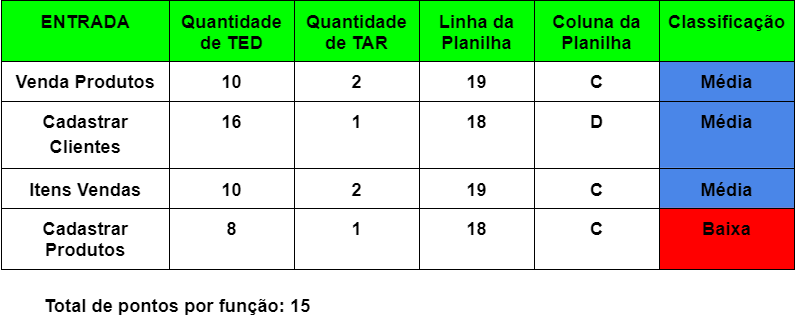 ENTRADA Quantidade de TED Quantidade de TAR Linha da Planilha Coluna da Planilha Classificação
Venda Produtos 10 2 19 C Média
Cadastrar Clientes 16 1 18 D Média
Itens Vendas 10 2 19 C Média
Cadastrar Produtos 8 1 18 C Baixa
Total de pontos por função: 15